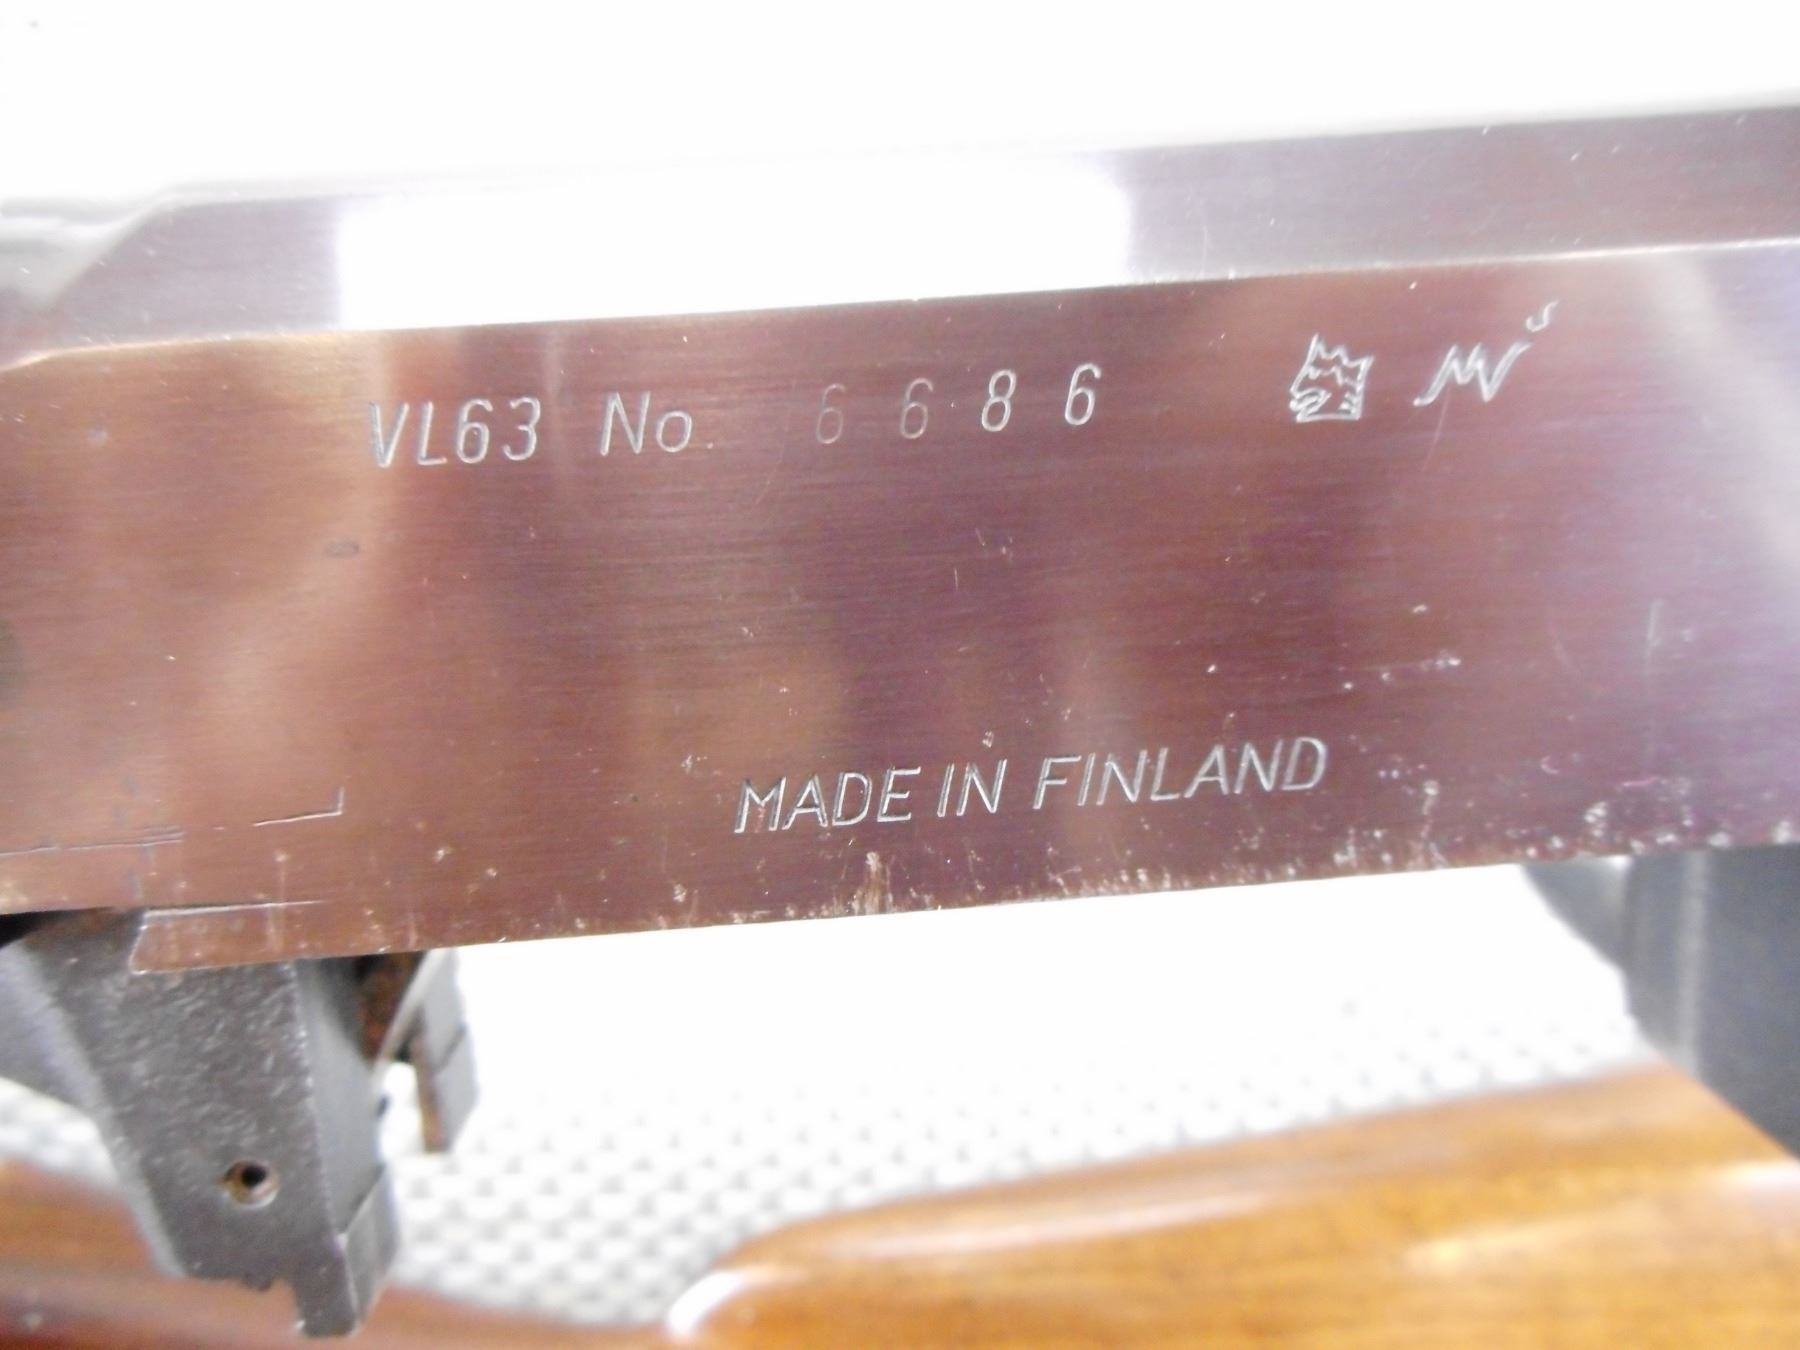 VL63 No 6686
MADE IN FINLAND